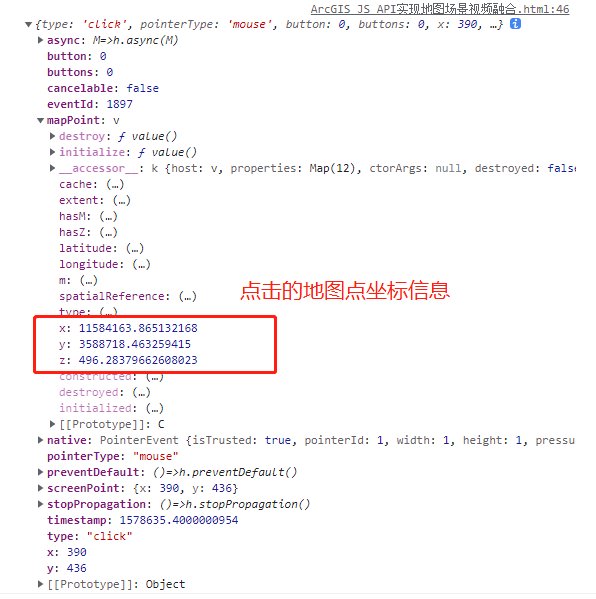 ArcGIS JS API实现地图场景视频融合.html:46
{type: 'click', pointerType: 'mouse', button: 0, buttons: 0, x: 390, …}
async: M=>h.async(M)
button: 0
buttons: 0
cancelable: false
eventId: 1897
mapPoint: v
destroy: ƒ value()
initialize: ƒ value()
__accessor__: k {host: v, properties: Map(12), ctorArgs: null, destroyed: false
cache: (…)
extent: (…)
hasM: (…)
hasZ: (…)
latitude: (…)
longitude: (…)
m: (…)
spatialReference: (…)
点击的地图点坐标信息
type: (…)
x: 11584163.865132168
y: 3588718.463259415
z: 496.28379662608023
constructed: (…)
destroyed: (…)
initialized: (…)
[[Prototype]]: C
native: PointerEvent {isTrusted: true, pointerId: 1, width: 1, height: 1, pressu
pointerType: "mouse"
preventDefault: ()=>h.preventDefault()
screenPoint: {x: 390, y: 436}
stopPropagation: ()=>h.stopPropagation()
timestamp: 1578635.4000000954
type: "click"
x: 390
y: 436
[[Prototype]]: Object